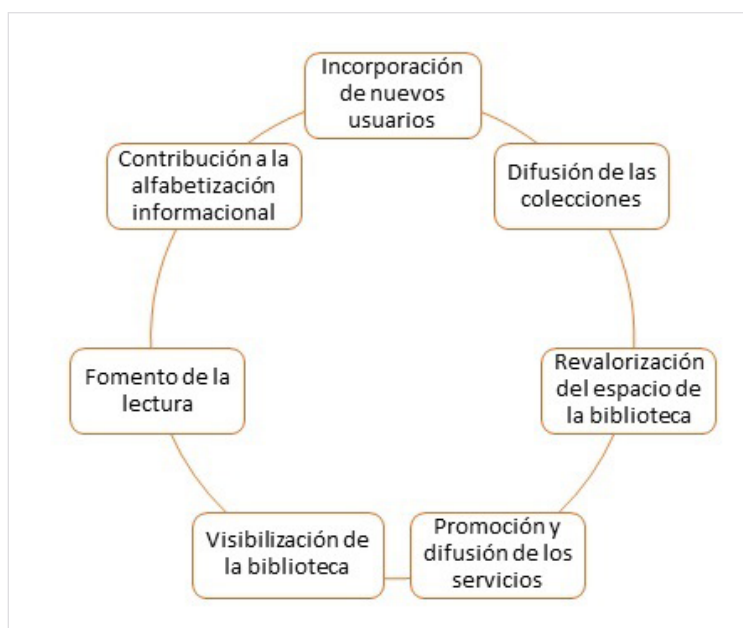 Incorporación
de nuevos
usuarios
Difusión de las
colecciones
Revalorización
del espacio de
la biblioteca
Promoción y
difusión de los
servicios
Visibilización de
la biblioteca
Fomento de la
lectura
Contribución a la
alfabetización
informacional